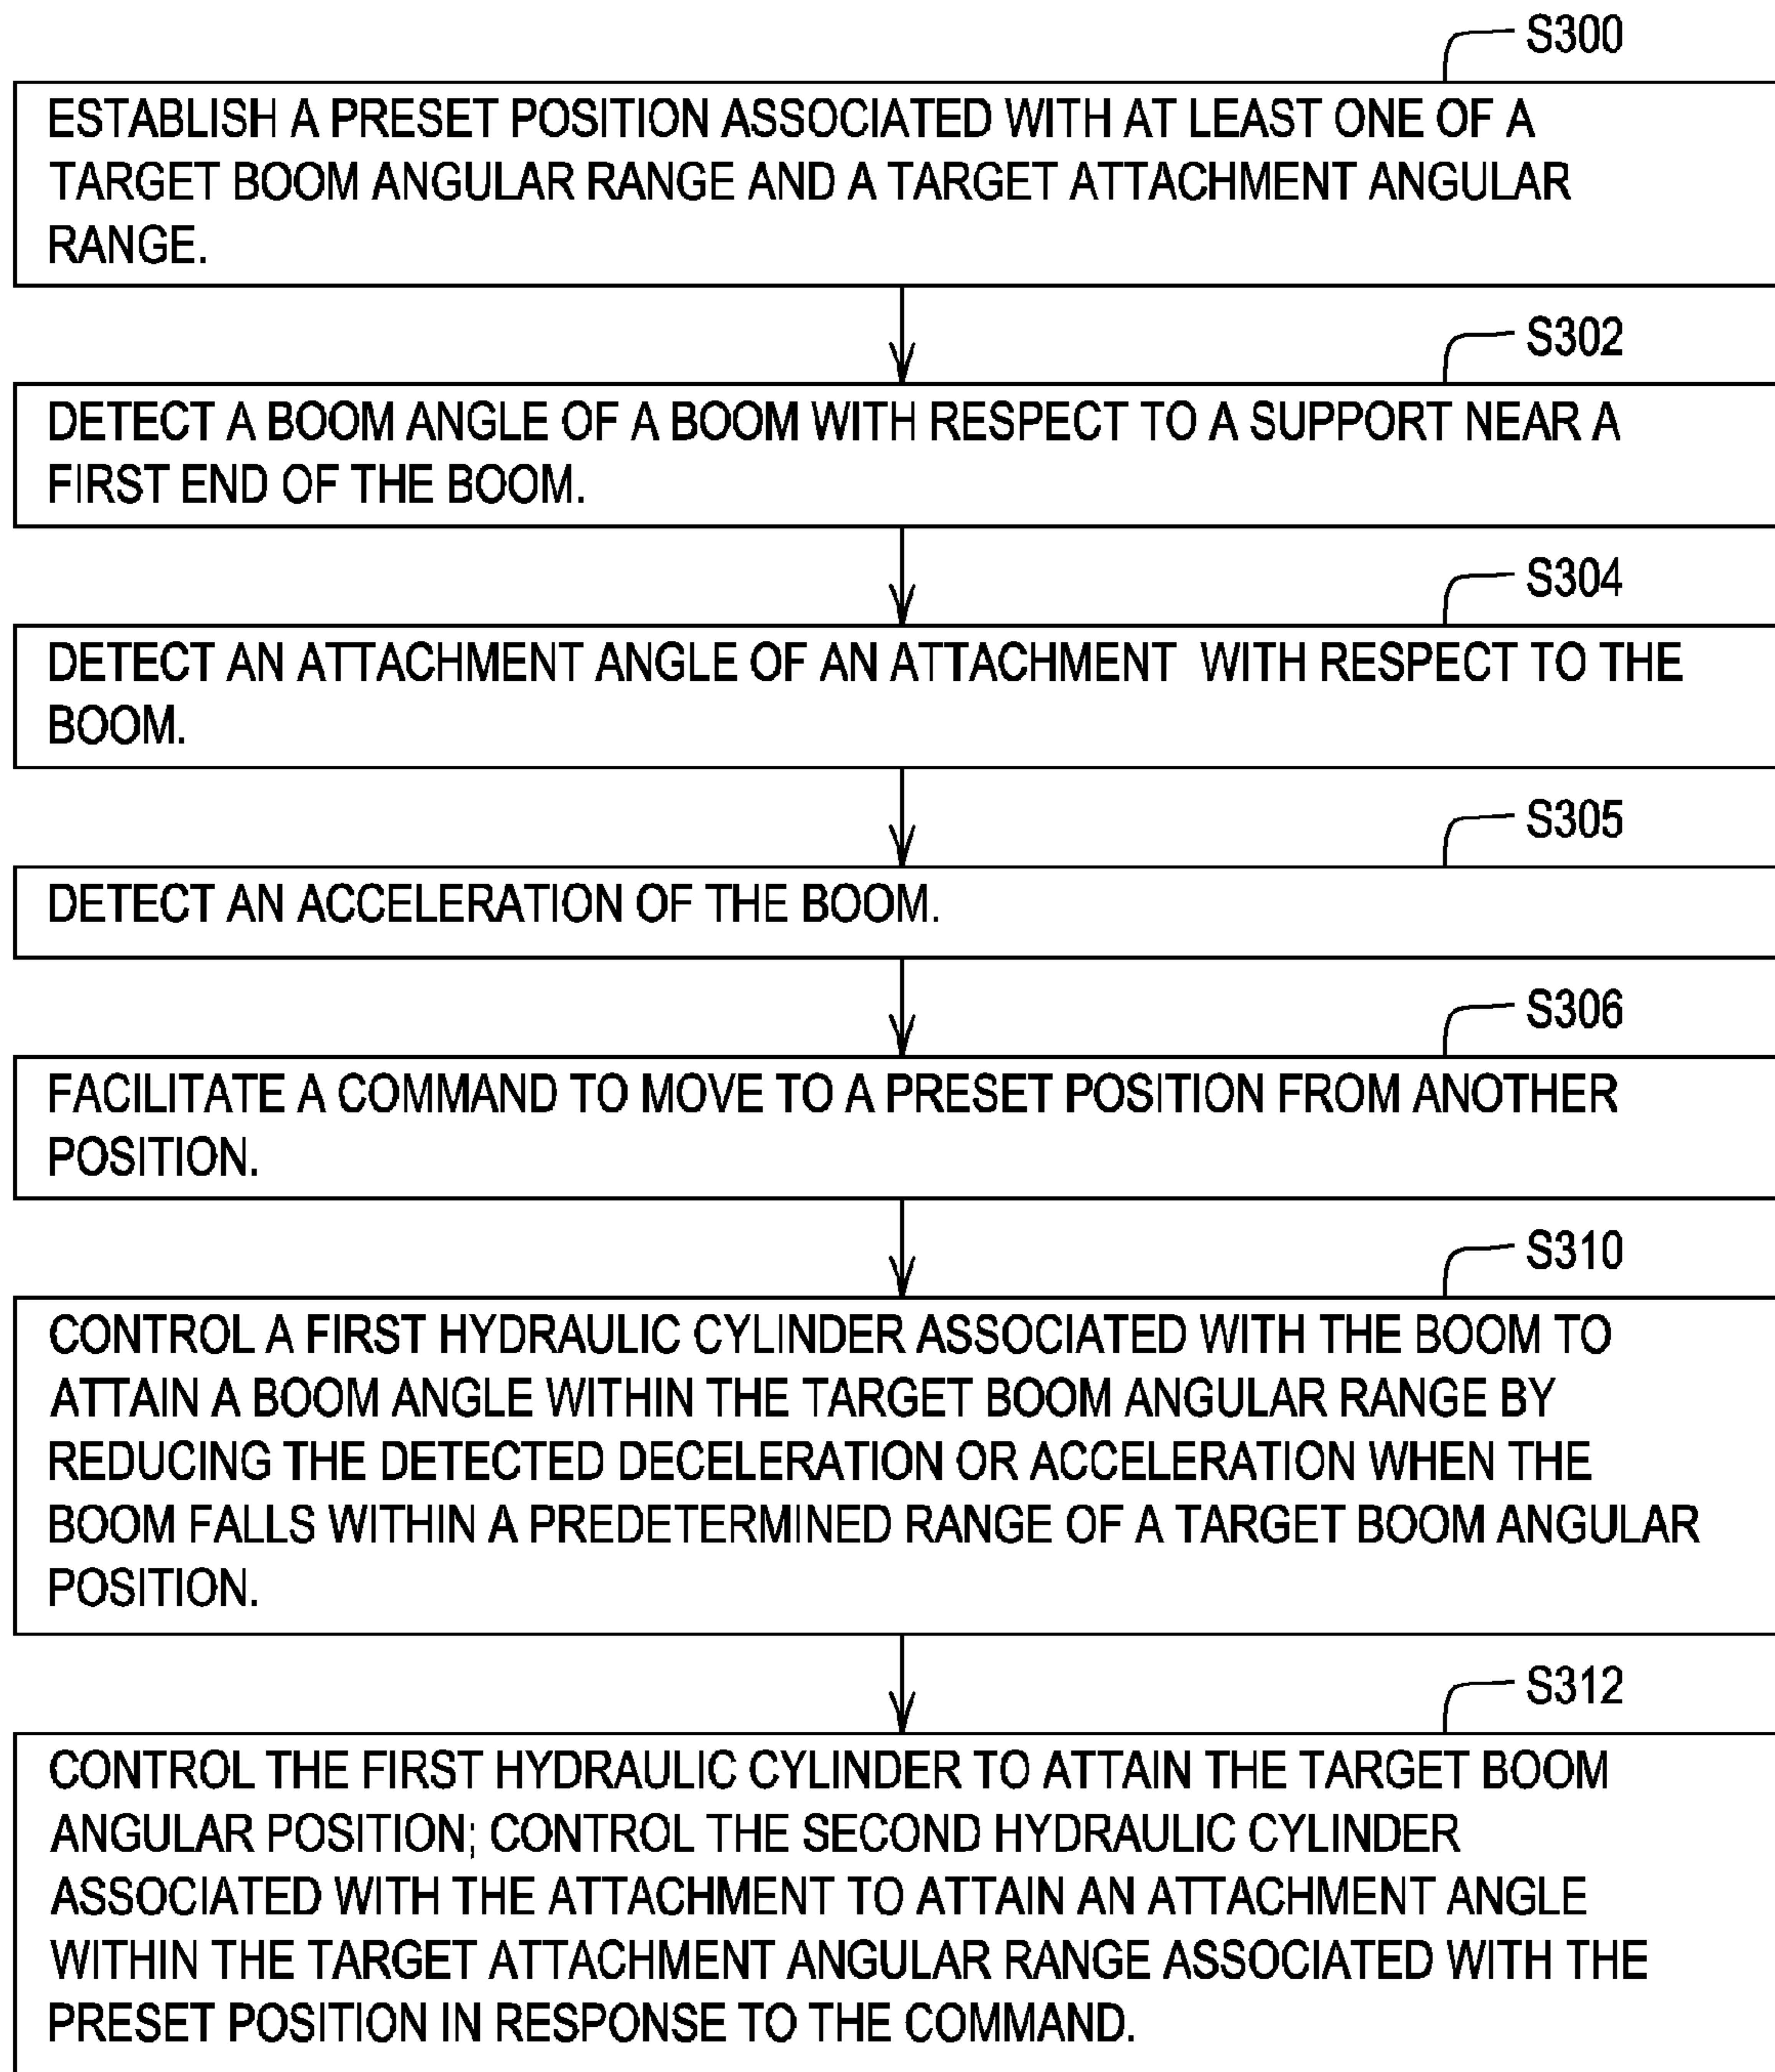 S300
ESTABLISH A PRESET POSITION ASSOCIATED WITH AT LEAST ONE OF A
TARGET BOOM ANGULAR RANGE AND A TARGET ATTACHMENT ANGULAR
RANGE.
S302
DETECT A BOOM ANGLE OF A BOOM WITH RESPECT TO A SUPPORT NEAR A
FIRST END OF THE BOOM.
S304
DETECT AN ATTACHMENT ANGLE OF AN ATTACHMENT WITH RESPECT TO THE
BOOM.
S305
DETECT AN ACCELERATION OF THE BOOM.
S306
FACILITATE A COMMAND TO MOVE TO A PRESET POSITION FROM ANOTHER
POSITION.
S310
CONTROL A FIRST HYDRAULIC CYLINDER ASSOCIATED WITH THE BOOM TO
ATTAIN A BOOM ANGLE WITHIN THE TARGET BOOM ANGULAR RANGE BY
REDUCING THE DETECTED DECELERATION OR ACCELERATION WHEN THE
BOOM FALLS WITHIN A PREDETERMINED RANGE OF A TARGET BOOM ANGULAR
POSITION.
S312
CONTROL THE FIRST HYDRAULIC CYLINDER TO ATTAIN THE TARGET BOOM
ANGULAR POSITION; CONTROL THE SECOND HYDRAULIC CYLINDER
ASSOCIATED WITH THE ATTACHMENT TO ATTAIN AN ATTACHMENT ANGLE
WITHIN THE TARGET ATTACHMENT ANGULAR RANGE ASSOCIATED WITH THE
PRESET POSITION IN RESPONSE TO THE COMMAND.